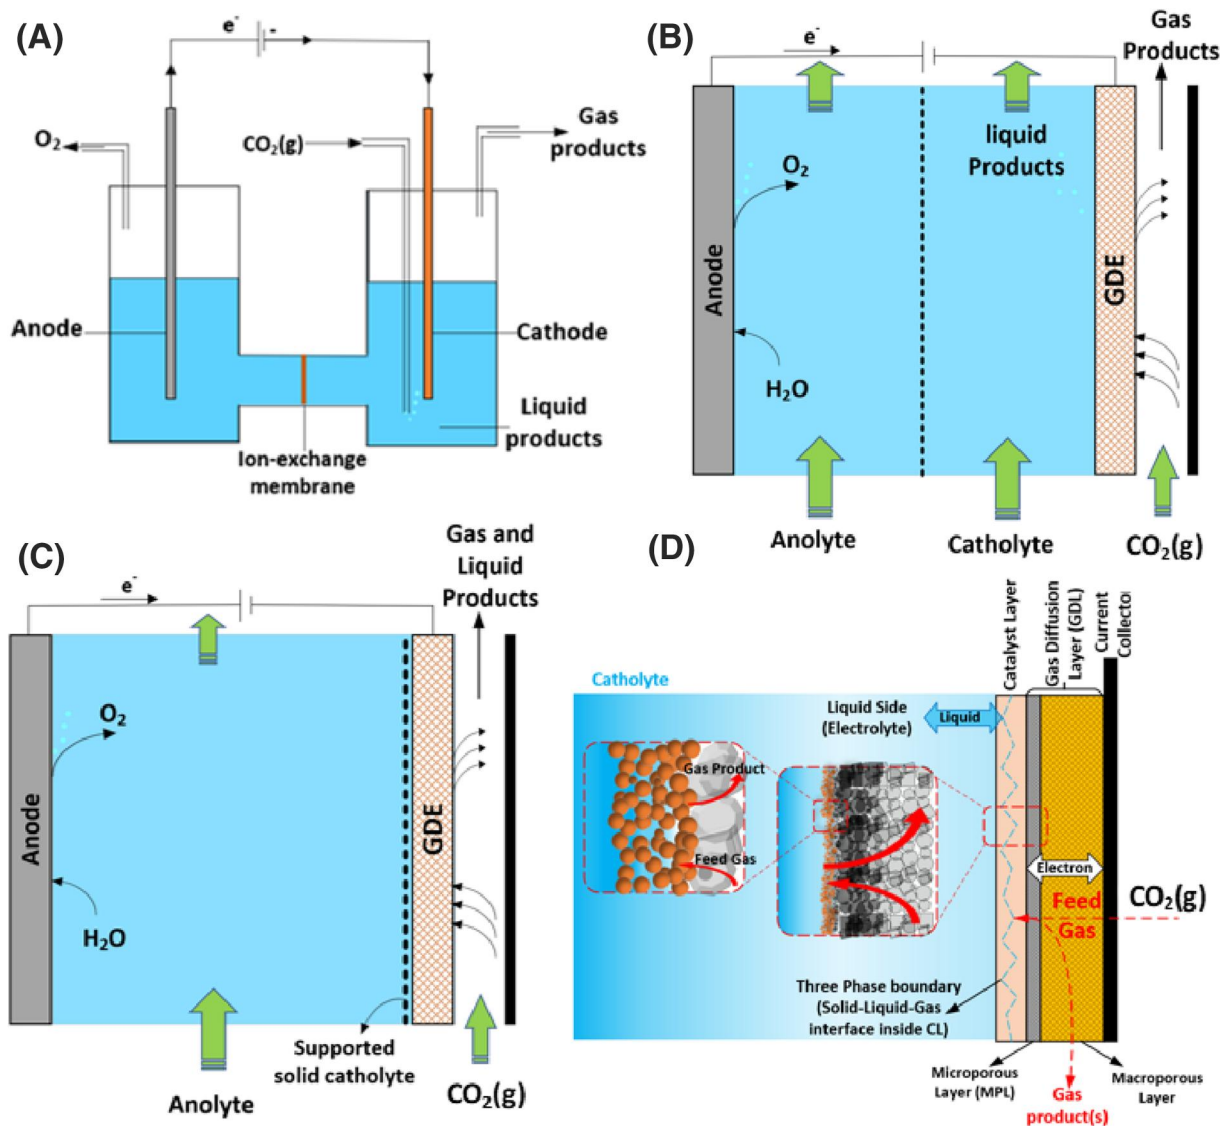 (A)
e-
+
O2
CO2(g)
Gas
products
Anode
Cathode
Liquid
products
Ion-exchange
membrane
(B)
e-
Gas
Products
liquid
Products
O2
Anode
GDE
H2O
Anolyte
Catholyte
CO2(g)
(C)
e-
Gas and
Liquid
Products
O2
Anode
GDE
H2O
Supported
solid catholyte
Anolyte
CO2(g)
(D)
Catalyst Layer
Gas Diffusion
Layer (GDL)
Current
Collector
Catholyte
Liquid Side
(Electrolyte)
Liquid
Gas Product
Feed Gas
Electron
Feed
Gas
CO2(g)
Three Phase boundary
(Solid-Liquid-Gas
interface inside CL)
Microporous
Layer (MPL)
Macroporous
Layer
Gas
product(s)